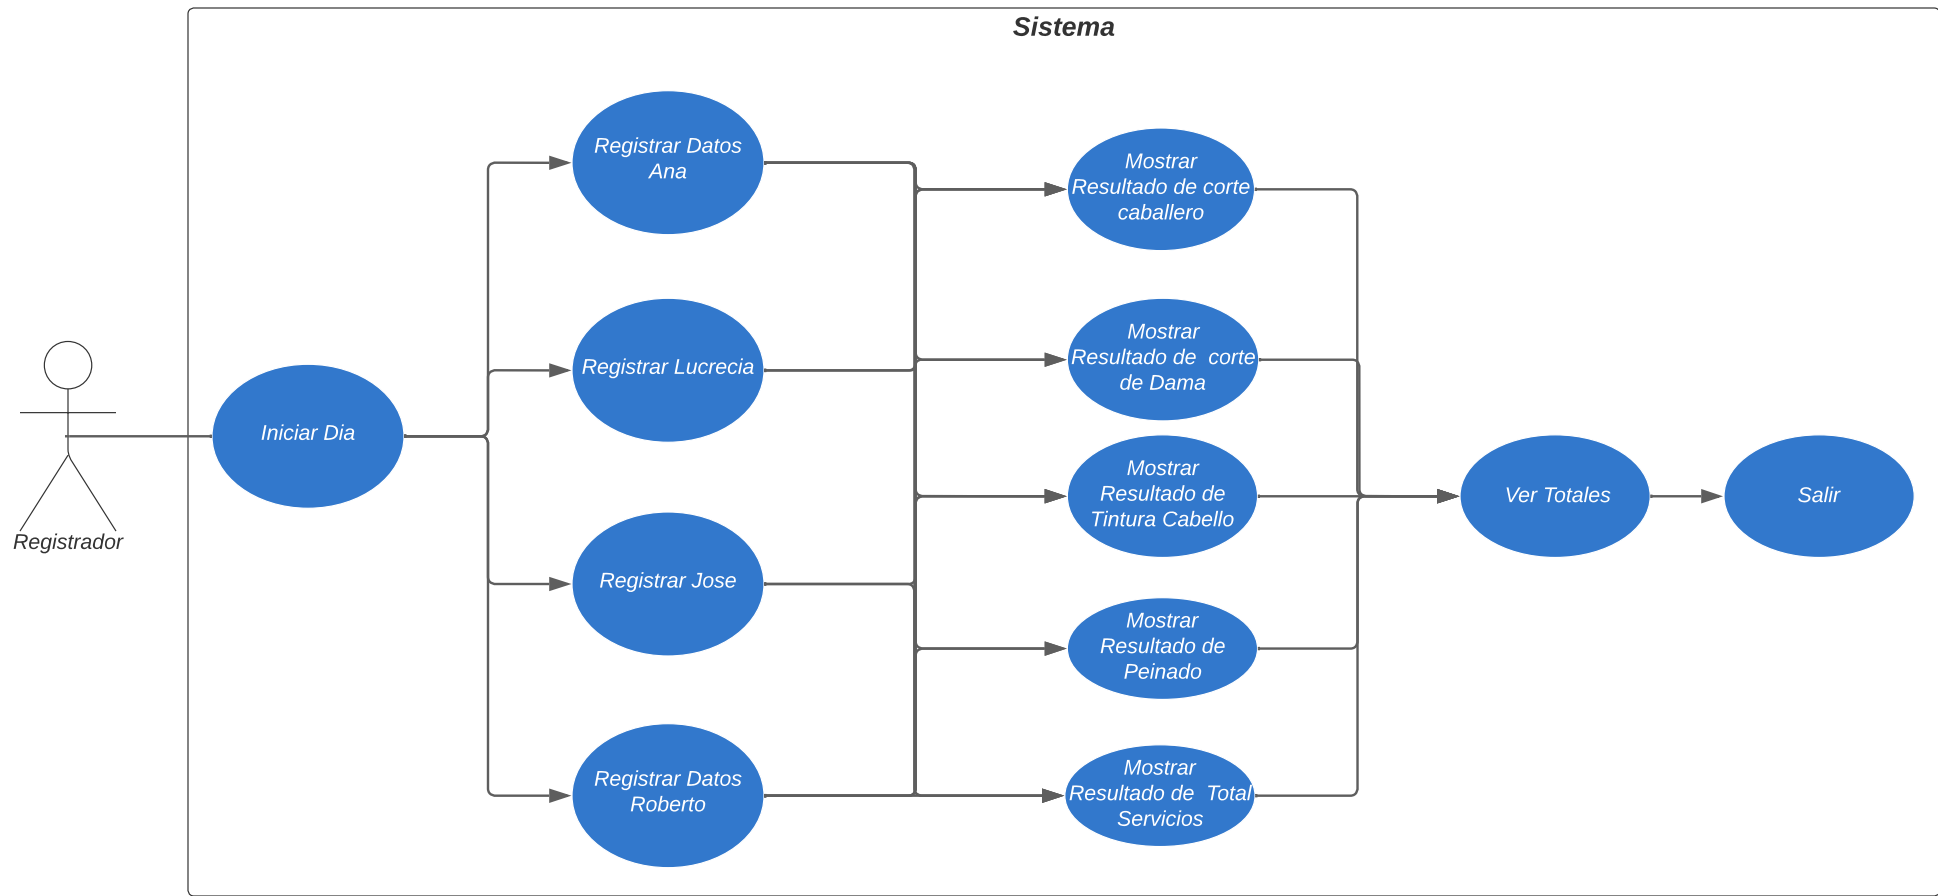 Sistema
Registrador
Iniciar Dia
Registrar Datos
Ana
Registrar Lucrecia
Registrar Jose
Registrar Datos
Roberto
Mostrar
Resultado de corte
caballero
Mostrar
Resultado de  corte
de Dama
Mostrar
Resultado de
Tintura Cabello
Mostrar
Resultado de
Peinado
Mostrar
Resultado de  Total
Servicios
Ver Totales
Salir